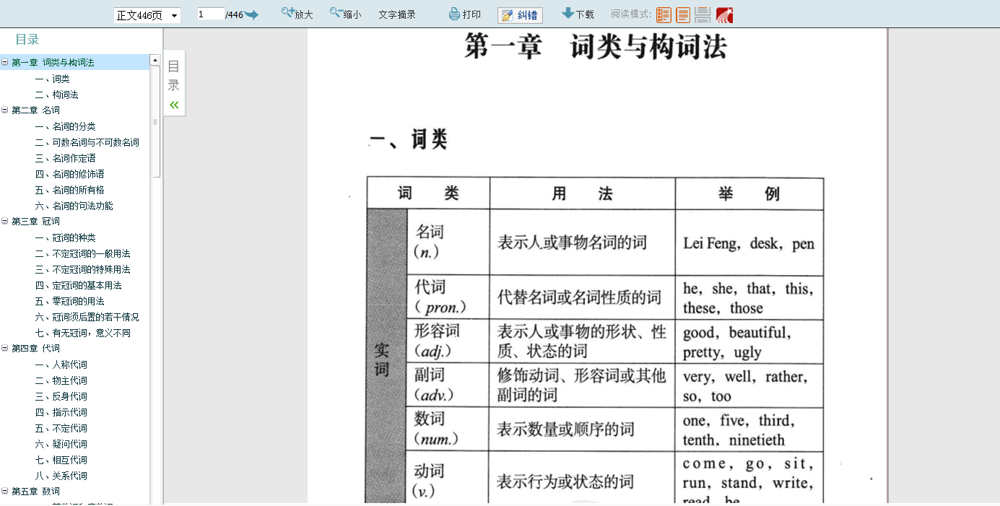 正文446页 1 /446 放大 缩小 文字摘录 打印 纠错 下载 阅读模式:
目录
第一章 词类与构词法
一、词类
二、构词法
第二章 名词
一、名词的分类
二、可数名词与不可数名词
三、名词作定语
四、名词的修饰语
五、名词的所有格
六、名词的句法功能
第三章 冠词
一、冠词的种类
二、不定冠词的一般用法
三、不定冠词的特殊用法
四、定冠词的基本用法
五、零冠词的用法
六、冠词须后置的若干情况
七、有无冠词，意义不同
第四章 代词
一、人称代词
二、物主代词
三、反身代词
四、指示代词
五、不定代词
六、疑问代词
七、相互代词
八、关系代词
第五章 数词
目
录
第一章 词类与构词法
一、词类
词 类 用 法 举 例
实
词
名词
(n.)
表示人或事物名词的词
Lei Feng, desk, pen
代词
( pron.)
代替名词或名词性质的词
he, she, that, this,
these, those
形容词
(adj.)
表示人或事物的形状、性
质、状态的词
good, beautiful,
pretty, ugly
副词
(adv.)
修饰动词、形容词或其他
副词的词
very, well, rather,
so, too
数词
(num.)
表示数量或顺序的词
one, five, third,
tenth, ninetieth
动词
(v.)
表示行为或状态的词
come, go, sit,
run, stand, write,
read, be